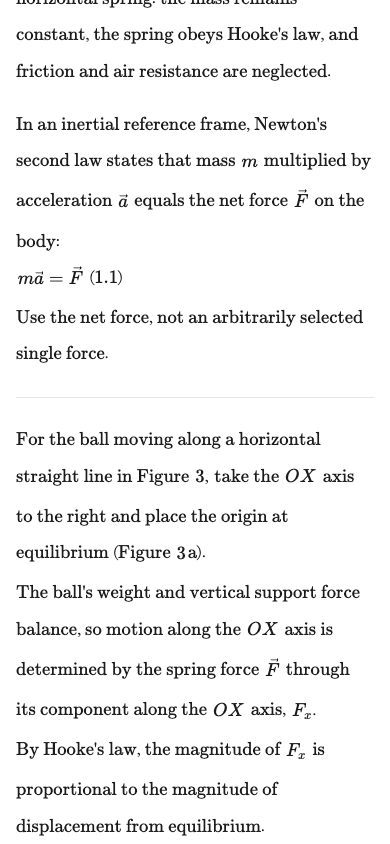 horizontal spring: the mass remains
constant, the spring obeys Hooke's law, and
friction and air resistance are neglected.
In an inertial reference frame, Newton's
second law states that mass m multiplied by
acceleration a⃗ equals the net force F⃗ on the
body:
ma⃗ = F⃗ (1.1)
Use the net force, not an arbitrarily selected
single force.
For the ball moving along a horizontal
straight line in Figure 3, take the OX axis
to the right and place the origin at
equilibrium (Figure 3a).
The ball's weight and vertical support force
balance, so motion along the OX axis is
determined by the spring force F⃗ through
its component along the OX axis, Fₓ.
By Hooke's law, the magnitude of Fₓ is
proportional to the magnitude of
displacement from equilibrium.